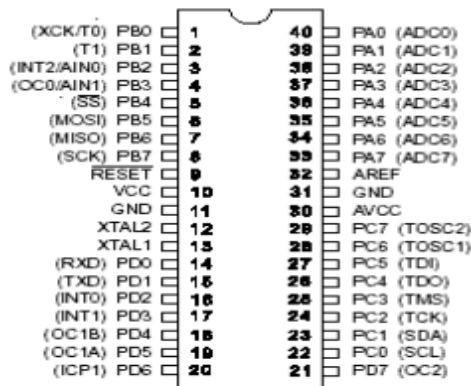 (XCK/T0) PB0 1 40 PA0 (ADC0)
(T1) PB1 2 39 PA1 (ADC1)
(INT2/AIN0) PB2 3 38 PA2 (ADC2)
(OC0/AIN1) PB3 4 37 PA3 (ADC3)
(SS) PB4 5 36 PA4 (ADC4)
(MOSI) PB5 6 35 PA5 (ADC5)
(MISO) PB6 7 34 PA6 (ADC6)
(SCK) PB7 8 33 PA7 (ADC7)
RESET 9 32 AREF
VCC 10 31 GND
GND 11 30 AVCC
XTAL2 12 29 PC7 (TOSC2)
XTAL1 13 28 PC6 (TOSC1)
(RXD) PD0 14 27 PC5 (TDI)
(TXD) PD1 15 26 PC4 (TDO)
(INT0) PD2 16 25 PC3 (TMS)
(INT1) PD3 17 24 PC2 (TCK)
(OC1B) PD4 18 23 PC1 (SDA)
(OC1A) PD5 19 22 PC0 (SCL)
(ICP1) PD6 20 21 PD7 (OC2)